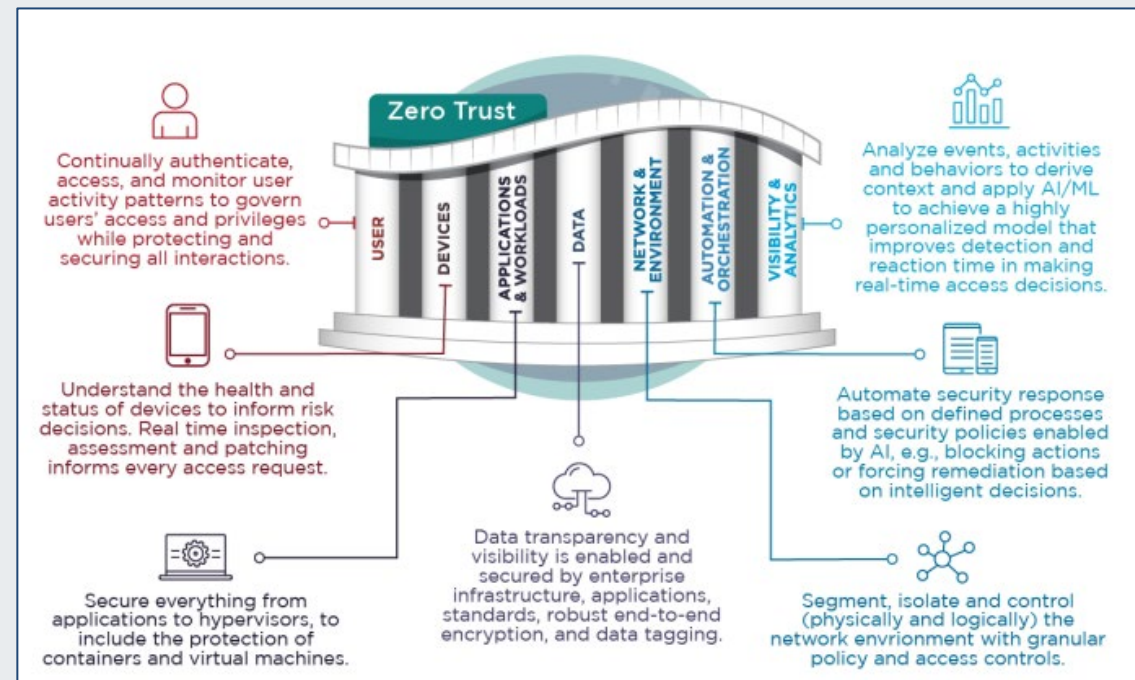 Zero Trust
USER
DEVICES
APPLICATIONS
& WORKLOADS
DATA
NETWORK &
ENVIRONMENT
AUTOMATION &
ORCHESTRATION
VISIBILITY &
ANALYTICS
Continually authenticate,
access, and monitor user
activity patterns to govern
users' access and privileges
while protecting and
securing all interactions.
Analyze events, activities
and behaviors to derive
context and apply AI/ML
to achieve a highly
personalized model that
improves detection and
reaction time in making
real-time access decisions.
Understand the health and
status of devices to inform risk
decisions. Real time inspection,
assessment and patching
informs every access request.
Automate security response
based on defined processes
and security policies enabled
by AI, e.g., blocking actions
or forcing remediation based
on intelligent decisions.
Secure everything from
applications to hypervisors, to
include the protection of
containers and virtual machines.
Data transparency and
visibility is enabled and
secured by enterprise
infrastructure, applications,
standards, robust end-to-end
encryption, and data tagging.
Segment, isolate and control
(physically and logically) the
network envrionment with granular
policy and access controls.